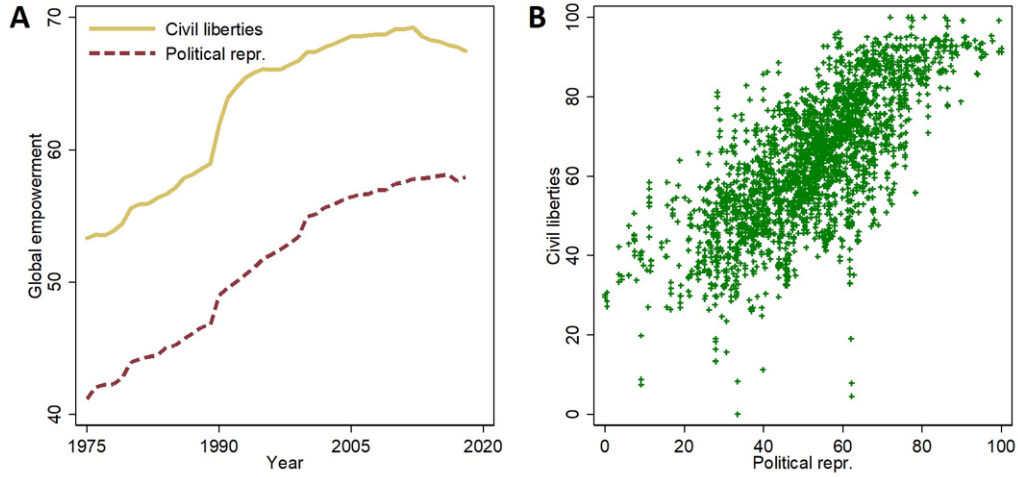 A
Civil liberties
Political repr.
Global empowerment
70
60
50
40
1975
1990
2005
2020
Year
B
Civil liberties
100
80
60
40
20
0
0
20
40
60
80
100
Political repr.